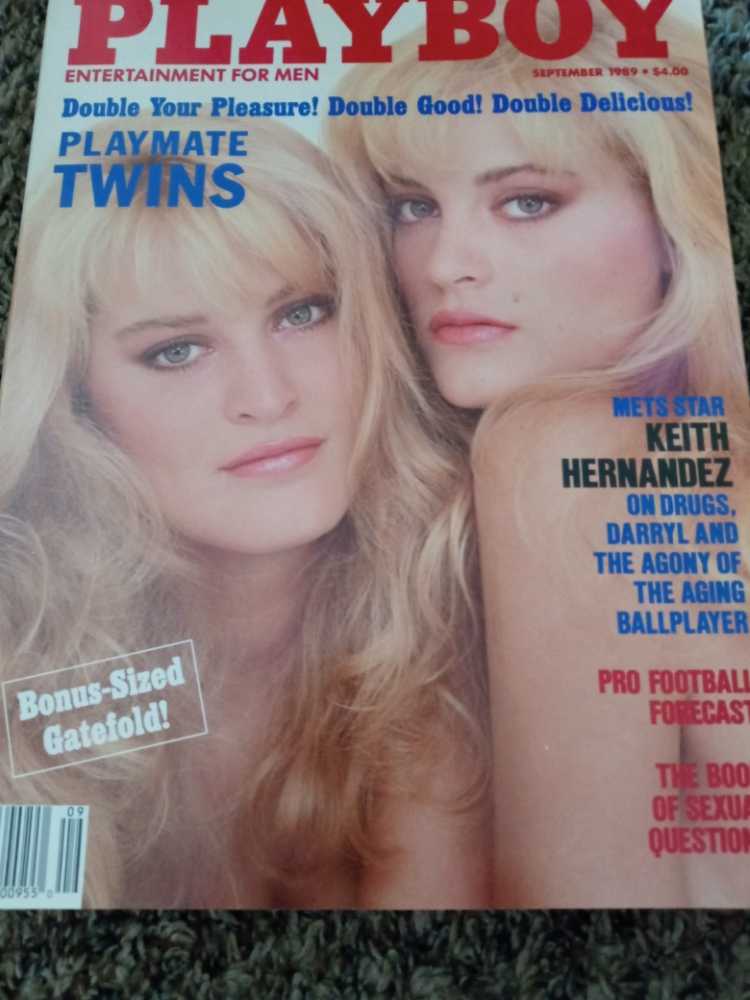 PLAYBOY
ENTERTAINMENT FOR MEN
SEPTEMBER 1989 • $4.00
Double Your Pleasure! Double Good! Double Delicious!
PLAYMATE
TWINS
METS STAR
KEITH
HERNANDEZ
ON DRUGS,
DARRYL AND
THE AGONY OF
THE AGING
BALLPLAYER
PRO FOOTBALL
FORECAST
THE BOO
OF SEXUA
QUESTION
Bonus-Sized
Gatefold!
09
00955
0